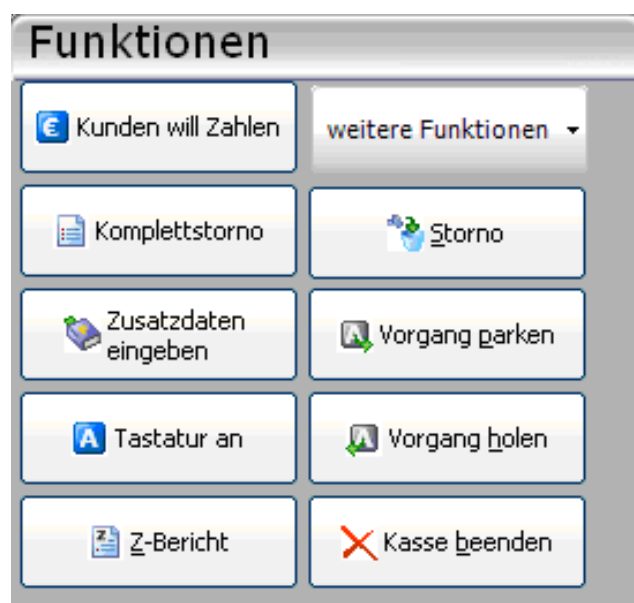 Funktionen
Kunden will Zahlen
weitere Funktionen
Komplettstorno
Storno
Zusatzdaten
eingeben
Vorgang parken
A Tastatur an
Vorgang holen
Z-Bericht
Kasse beenden